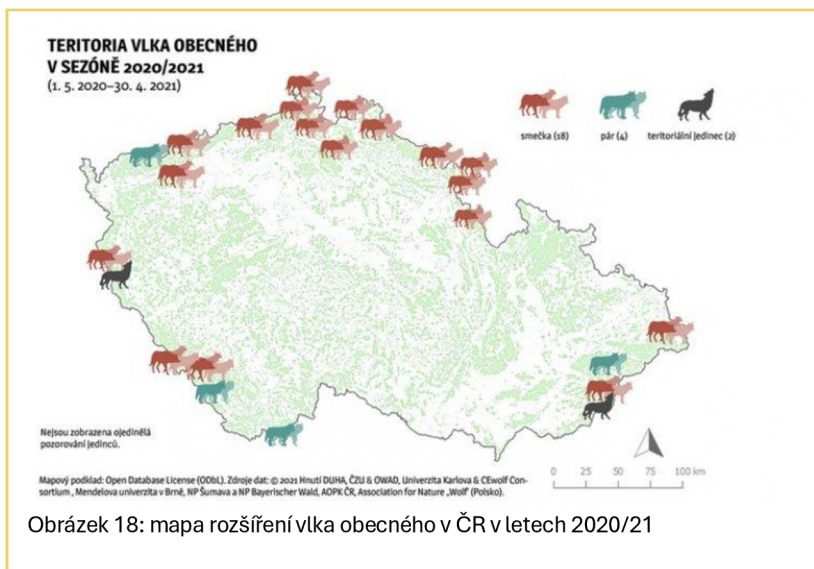 TERITORIA VLKA OBECNÉHO
V SEZÓNĚ 2020/2021
(1. 5. 2020–30. 4. 2021)
smečka (18)
pár (4)
teritoriální jedinec (2)
Nejsou zobrazena ojedinělá
pozorování jedinců.
0 25 50 75 100 km
Mapový podklad: Open Database License (ODbL). Zdroje dat: © 2021 Hnutí DUHA, ČZU & OWAD, Univerzita Karlova & CEwolf Con-
sortium , Mendelova univerzita v Brně, NP Šumava a NP Bayerischer Wald, AOPK ČR, Association for Nature „Wolf“ (Polsko).
Obrázek 18: mapa rozšíření vlka obecného v ČR v letech 2020/21